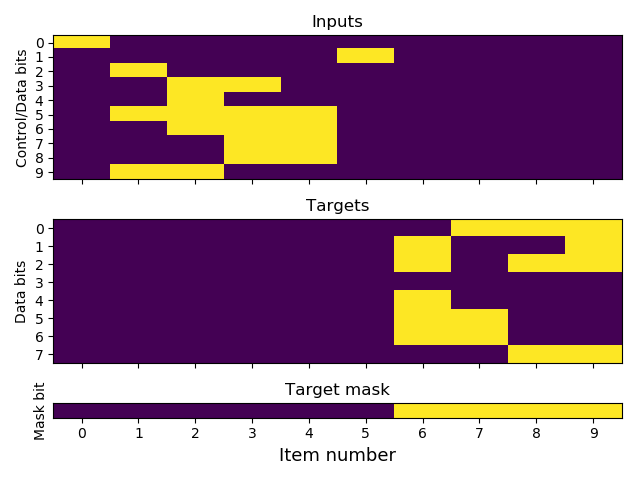 Inputs
Control/Data bits
0
1
2
3
4
5
6
7
8
9
Targets
Data bits
0
1
2
3
4
5
6
7
Target mask
Mask bit
0 1 2 3 4 5 6 7 8 9
Item number